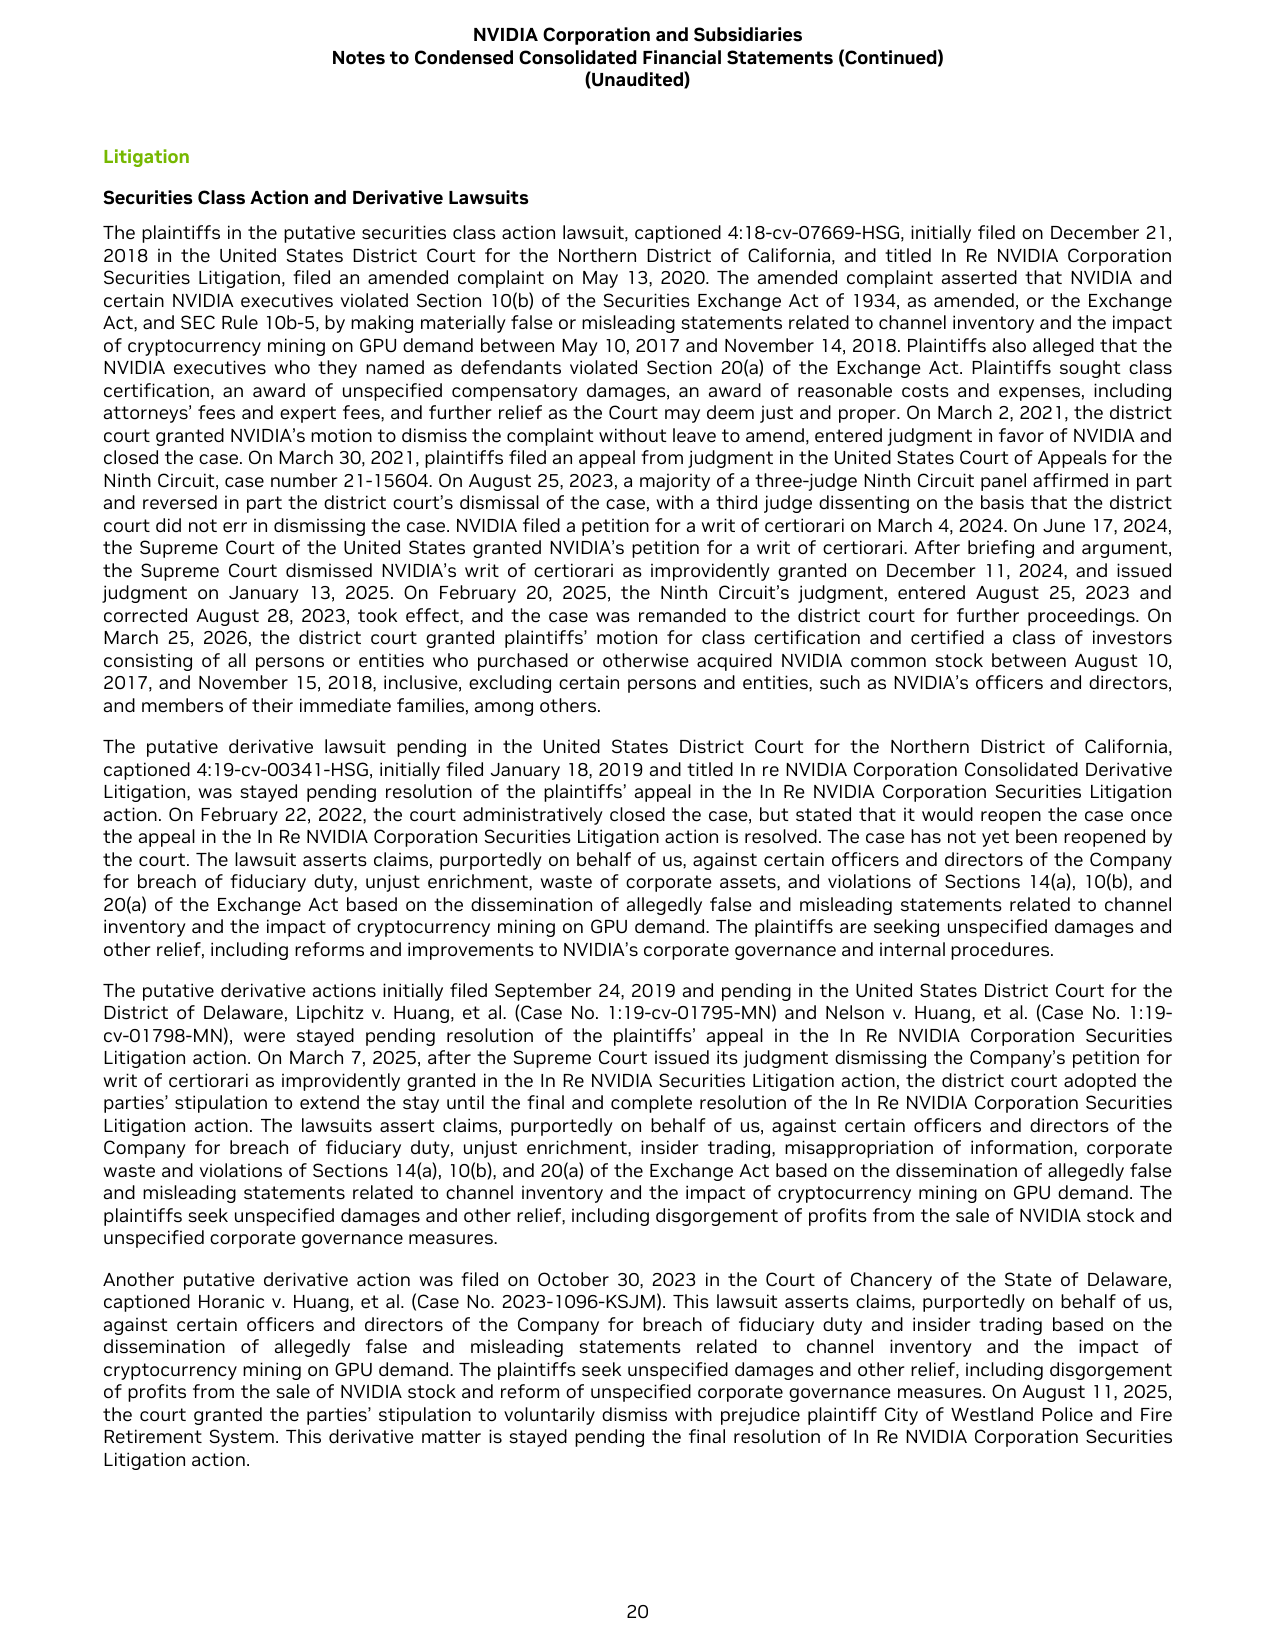 NVIDIA Corporation and Subsidiaries
Notes to Condensed Consolidated Financial Statements (Continued)
(Unaudited)
Litigation
Securities Class Action and Derivative Lawsuits
The plaintiffs in the putative securities class action lawsuit, captioned 4:18-cv-07669-HSG, initially filed on December 21,
2018 in the United States District Court for the Northern District of California, and titled In Re NVIDIA Corporation
Securities Litigation, filed an amended complaint on May 13, 2020. The amended complaint asserted that NVIDIA and
certain NVIDIA executives violated Section 10(b) of the Securities Exchange Act of 1934, as amended, or the Exchange
Act, and SEC Rule 10b-5, by making materially false or misleading statements related to channel inventory and the impact
of cryptocurrency mining on GPU demand between May 10, 2017 and November 14, 2018. Plaintiffs also alleged that the
NVIDIA executives who they named as defendants violated Section 20(a) of the Exchange Act. Plaintiffs sought class
certification, an award of unspecified compensatory damages, an award of reasonable costs and expenses, including
attorneys’ fees and expert fees, and further relief as the Court may deem just and proper. On March 2, 2021, the district
court granted NVIDIA’s motion to dismiss the complaint without leave to amend, entered judgment in favor of NVIDIA and
closed the case. On March 30, 2021, plaintiffs filed an appeal from judgment in the United States Court of Appeals for the
Ninth Circuit, case number 21-15604. On August 25, 2023, a majority of a three-judge Ninth Circuit panel affirmed in part
and reversed in part the district court’s dismissal of the case, with a third judge dissenting on the basis that the district
court did not err in dismissing the case. NVIDIA filed a petition for a writ of certiorari on March 4, 2024. On June 17, 2024,
the Supreme Court of the United States granted NVIDIA’s petition for a writ of certiorari. After briefing and argument,
the Supreme Court dismissed NVIDIA’s writ of certiorari as improvidently granted on December 11, 2024, and issued
judgment on January 13, 2025. On February 20, 2025, the Ninth Circuit’s judgment, entered August 25, 2023 and
corrected August 28, 2023, took effect, and the case was remanded to the district court for further proceedings. On
March 25, 2026, the district court granted plaintiffs’ motion for class certification and certified a class of investors
consisting of all persons or entities who purchased or otherwise acquired NVIDIA common stock between August 10,
2017, and November 15, 2018, inclusive, excluding certain persons and entities, such as NVIDIA’s officers and directors,
and members of their immediate families, among others.
The putative derivative lawsuit pending in the United States District Court for the Northern District of California,
captioned 4:19-cv-00341-HSG, initially filed January 18, 2019 and titled In re NVIDIA Corporation Consolidated Derivative
Litigation, was stayed pending resolution of the plaintiffs’ appeal in the In Re NVIDIA Corporation Securities Litigation
action. On February 22, 2022, the court administratively closed the case, but stated that it would reopen the case once
the appeal in the In Re NVIDIA Corporation Securities Litigation action is resolved. The case has not yet been reopened by
the court. The lawsuit asserts claims, purportedly on behalf of us, against certain officers and directors of the Company
for breach of fiduciary duty, unjust enrichment, waste of corporate assets, and violations of Sections 14(a), 10(b), and
20(a) of the Exchange Act based on the dissemination of allegedly false and misleading statements related to channel
inventory and the impact of cryptocurrency mining on GPU demand. The plaintiffs are seeking unspecified damages and
other relief, including reforms and improvements to NVIDIA’s corporate governance and internal procedures.
The putative derivative actions initially filed September 24, 2019 and pending in the United States District Court for the
District of Delaware, Lipchitz v. Huang, et al. (Case No. 1:19-cv-01795-MN) and Nelson v. Huang, et al. (Case No. 1:19-
cv-01798-MN), were stayed pending resolution of the plaintiffs’ appeal in the In Re NVIDIA Corporation Securities
Litigation action. On March 7, 2025, after the Supreme Court issued its judgment dismissing the Company’s petition for
writ of certiorari as improvidently granted in the In Re NVIDIA Securities Litigation action, the district court adopted the
parties’ stipulation to extend the stay until the final and complete resolution of the In Re NVIDIA Corporation Securities
Litigation action. The lawsuits assert claims, purportedly on behalf of us, against certain officers and directors of the
Company for breach of fiduciary duty, unjust enrichment, insider trading, misappropriation of information, corporate
waste and violations of Sections 14(a), 10(b), and 20(a) of the Exchange Act based on the dissemination of allegedly false
and misleading statements related to channel inventory and the impact of cryptocurrency mining on GPU demand. The
plaintiffs seek unspecified damages and other relief, including disgorgement of profits from the sale of NVIDIA stock and
unspecified corporate governance measures.
Another putative derivative action was filed on October 30, 2023 in the Court of Chancery of the State of Delaware,
captioned Horanic v. Huang, et al. (Case No. 2023-1096-KSJM). This lawsuit asserts claims, purportedly on behalf of us,
against certain officers and directors of the Company for breach of fiduciary duty and insider trading based on the
dissemination of allegedly false and misleading statements related to channel inventory and the impact of
cryptocurrency mining on GPU demand. The plaintiffs seek unspecified damages and other relief, including disgorgement
of profits from the sale of NVIDIA stock and reform of unspecified corporate governance measures. On August 11, 2025,
the court granted the parties’ stipulation to voluntarily dismiss with prejudice plaintiff City of Westland Police and Fire
Retirement System. This derivative matter is stayed pending the final resolution of In Re NVIDIA Corporation Securities
Litigation action.
20